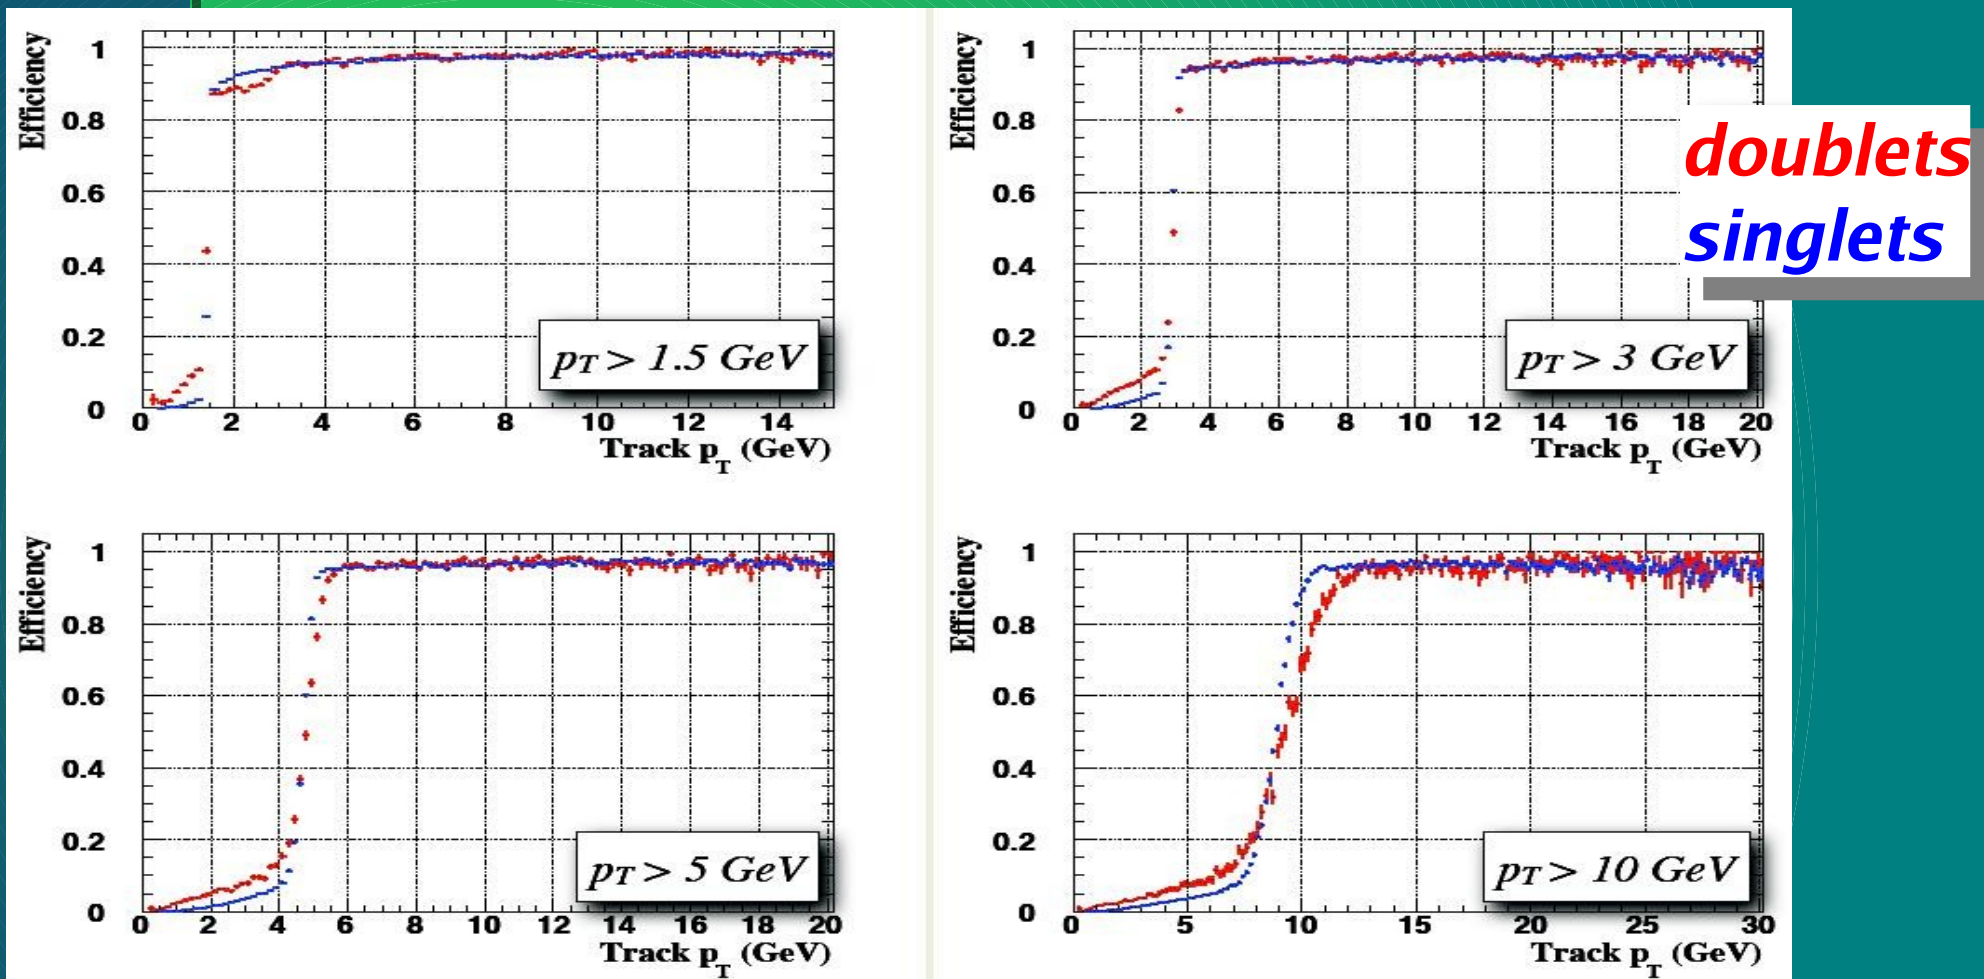 Efficiency
1
0.8
0.6
0.4
0.2
0
0 2 4 6 8 10 12 14
Track pT (GeV)
pT > 1.5 GeV
Efficiency
1
0.8
0.6
0.4
0.2
0
0 2 4 6 8 10 12 14 16 18 20
Track pT (GeV)
pT > 3 GeV
doublets
singlets
Efficiency
1
0.8
0.6
0.4
0.2
0
0 2 4 6 8 10 12 14 16 18 20
Track pT (GeV)
pT > 5 GeV
Efficiency
1
0.8
0.6
0.4
0.2
0
0 5 10 15 20 25 30
Track pT (GeV)
pT > 10 GeV